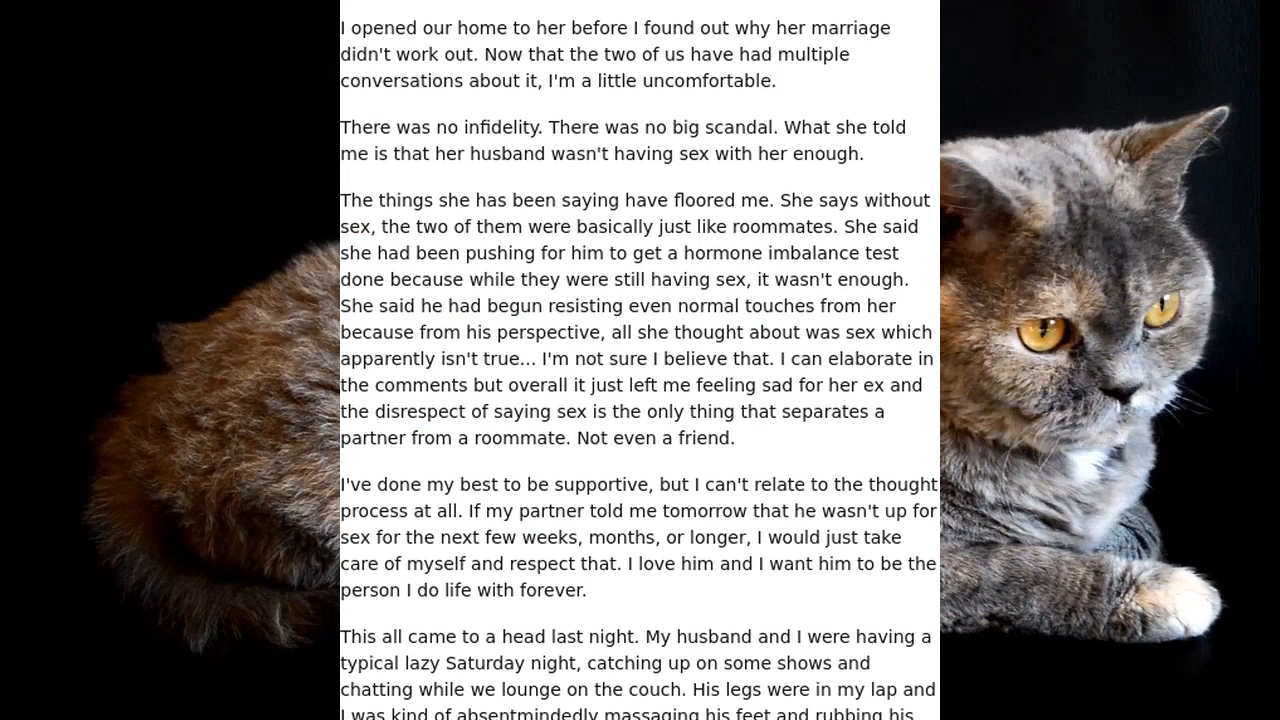 I opened our home to her before I found out why her marriage
didn't work out. Now that the two of us have had multiple
conversations about it, I'm a little uncomfortable.
There was no infidelity. There was no big scandal. What she told
me is that her husband wasn't having sex with her enough.
The things she has been saying have floored me. She says without
sex, the two of them were basically just like roommates. She said
she had been pushing for him to get a hormone imbalance test
done because while they were still having sex, it wasn't enough.
She said he had begun resisting even normal touches from her
because from his perspective, all she thought about was sex which
apparently isn't true... I'm not sure I believe that. I can elaborate in
the comments but overall it just left me feeling sad for her ex and
the disrespect of saying sex is the only thing that separates a
partner from a roommate. Not even a friend.
I've done my best to be supportive, but I can't relate to the thought
process at all. If my partner told me tomorrow that he wasn't up for
sex for the next few weeks, months, or longer, I would just take
care of myself and respect that. I love him and I want him to be the
person I do life with forever.
This all came to a head last night. My husband and I were having a
typical lazy Saturday night, catching up on some shows and
chatting while we lounge on the couch. His legs were in my lap and
I was kind of absentmindedly massaging his feet and rubbing his